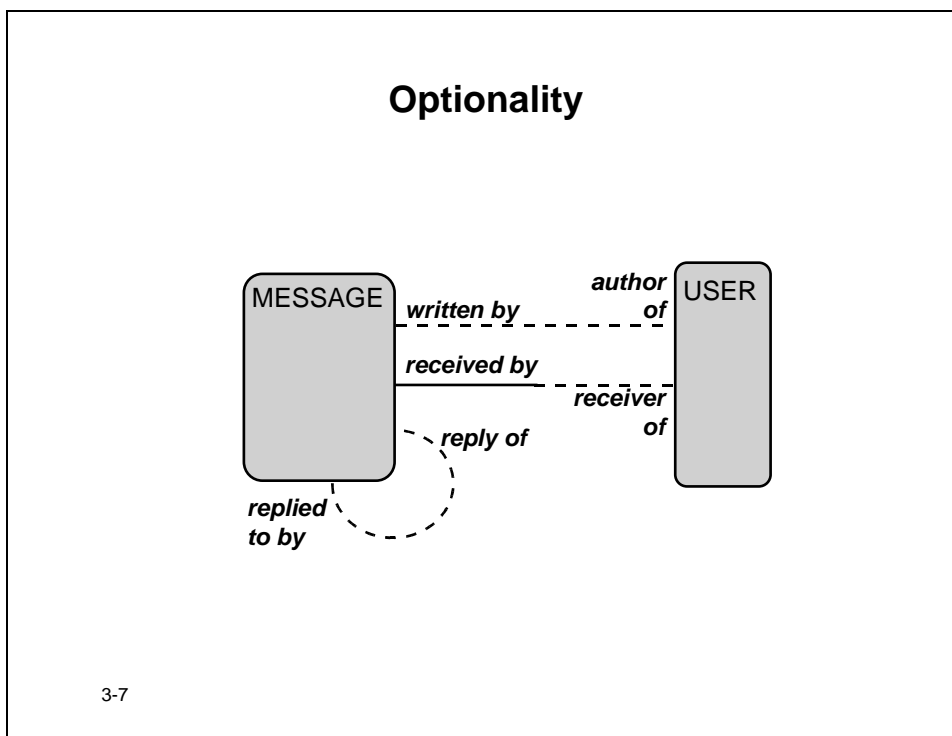 Optionality
MESSAGE
written by
author
of
USER
received by
receiver
of
reply of
replied
to by
3-7